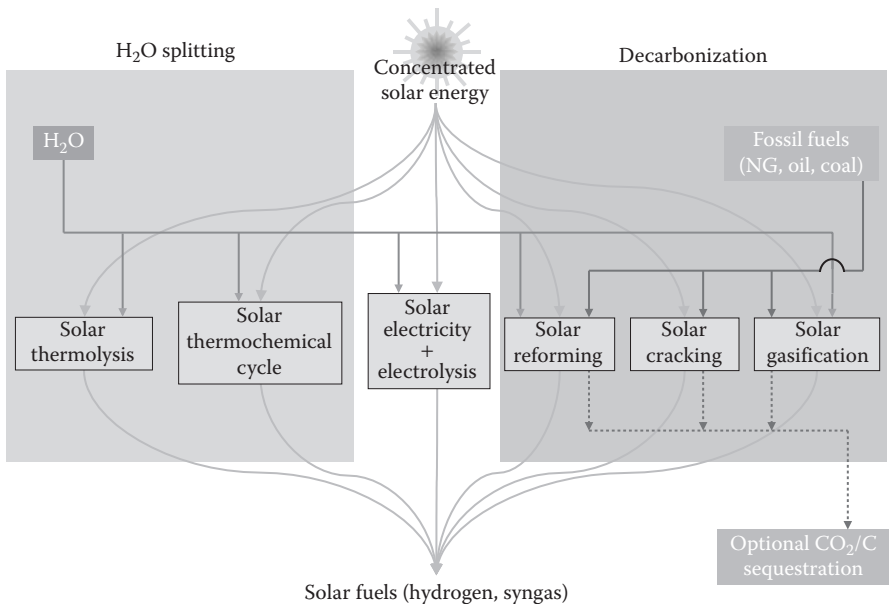 H₂O splitting
Concentrated
solar energy
Decarbonization
H₂O
Fossil fuels
(NG, oil, coal)
Solar
thermolysis
Solar
thermochemical
cycle
Solar
electricity
+
electrolysis
Solar
reforming
Solar
cracking
Solar
gasification
Optional CO₂/C
sequestration
Solar fuels (hydrogen, syngas)